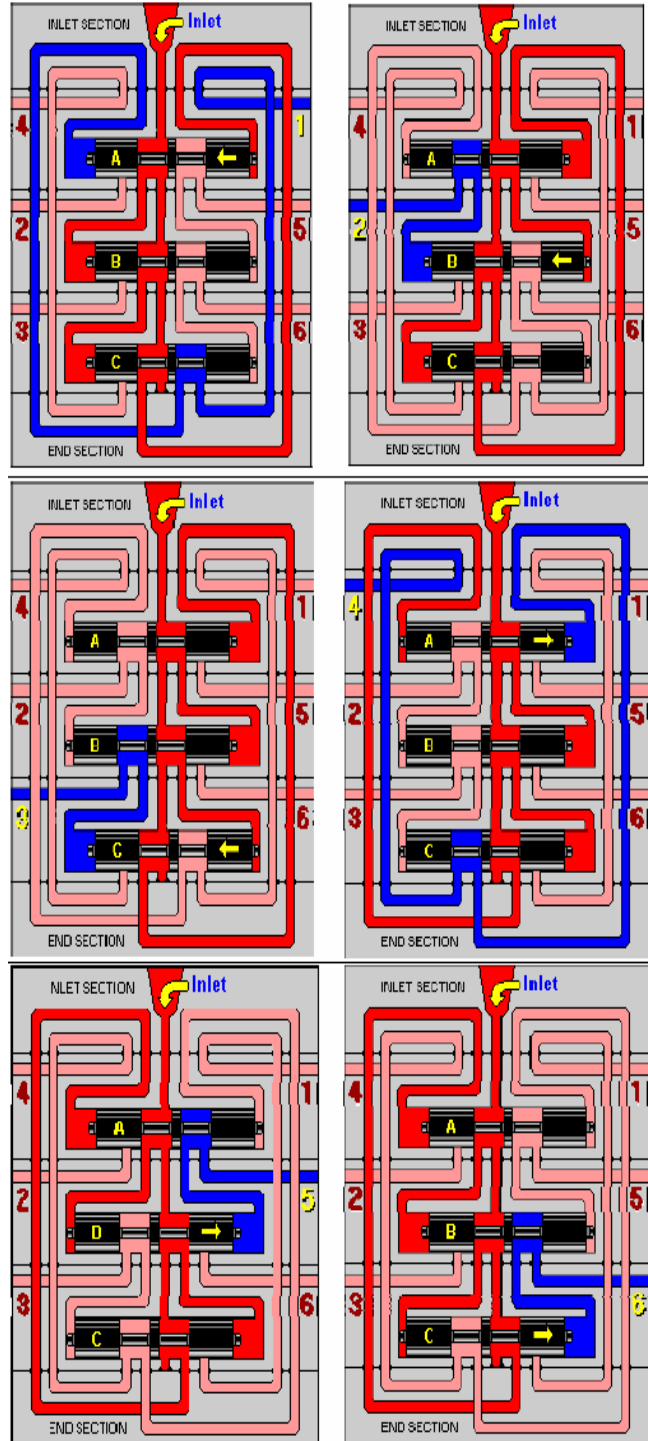 INLET SECTION Inlet
4 1
A
2 5
B
3 6
C
END SECTION
INLET SECTION Inlet
4 1
A
2 5
D
3 6
C
END SECTION
INLET SECTION Inlet
4 1
A
2 5
B
3 6
C
END SECTION
INLET SECTION Inlet
4 1
A
2 5
B
3 6
C
END SECTION
NLET SECTION Inlet
4 1
A
2 5
D
3 6
C
END SECTION
INLET SECTION Inlet
4 1
A
2 5
B
3 6
C
END SECTION